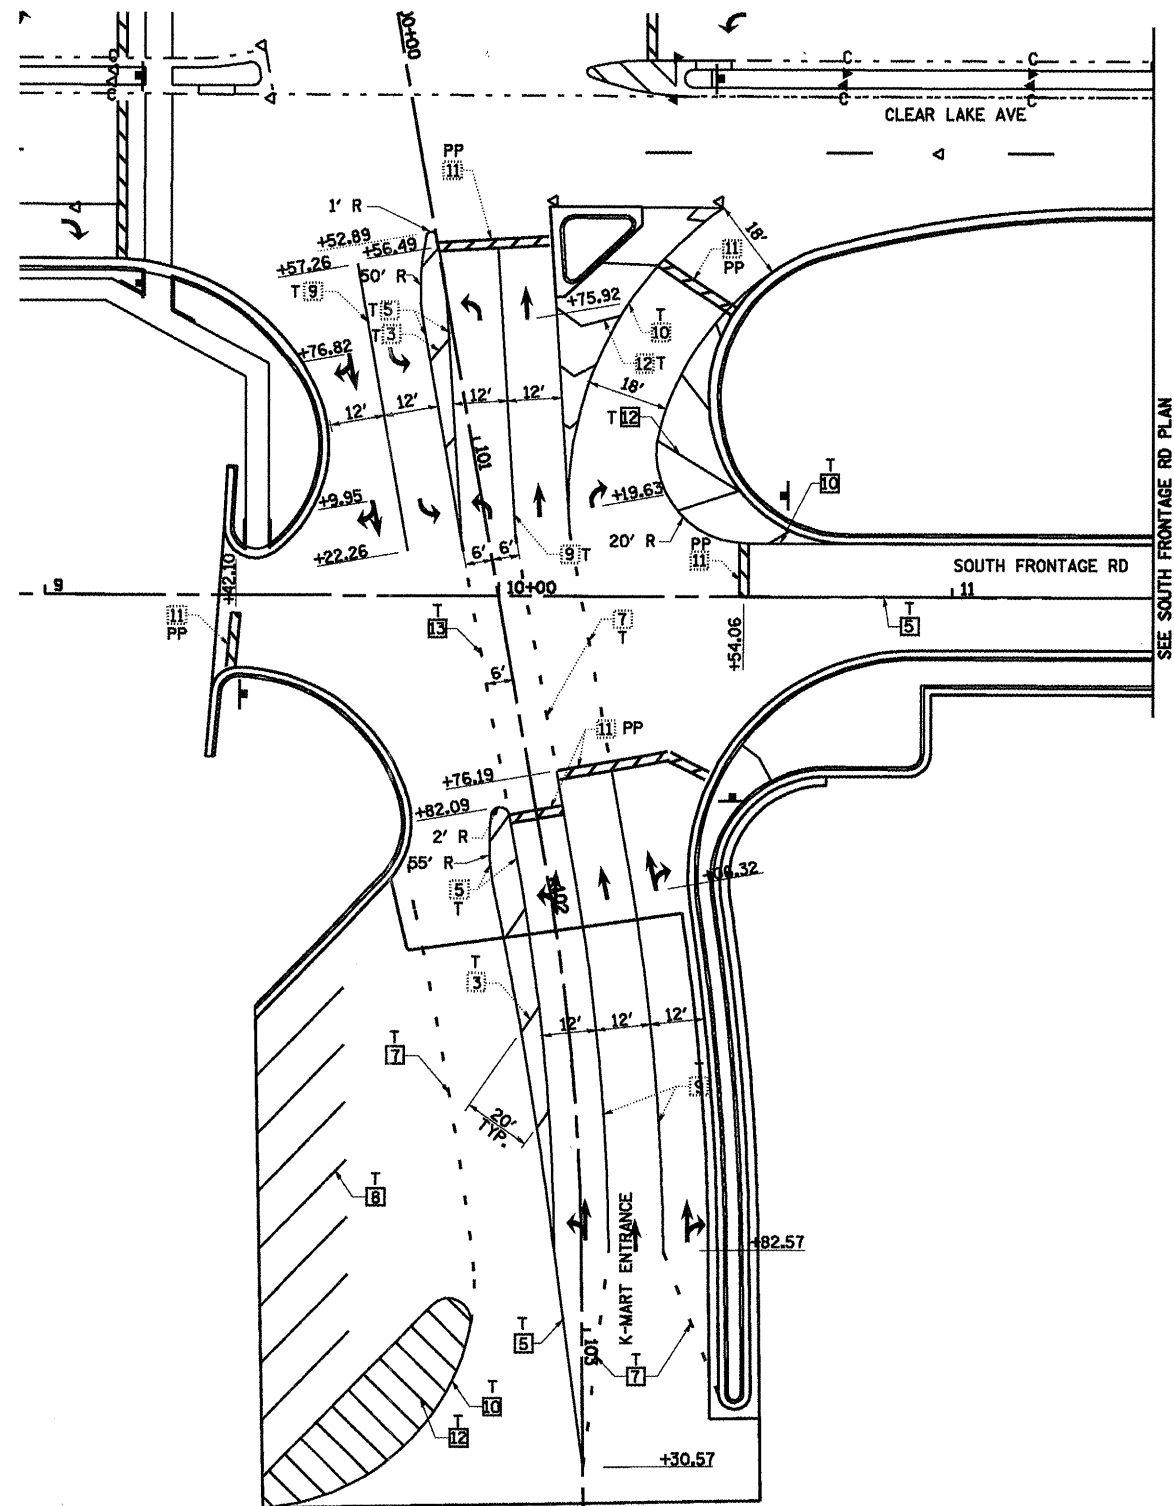 10+00
C
C
C
C
C
C
CLEAR LAKE AVE
PP
11
1' R
+52.89
+56.49
+57.26
50' R
T 9
T 5
T 3
18'
11
PP
+75.92
T
10
+76.82
12 T
18'
12'
12'
12'
12'
T 12
101
T
10
+9.95
+19.63
+22.26
20' R
6'
6'
9 T
PP
11
SOUTH FRONTAGE RD
SEE SOUTH FRONTAGE RD PLAN
9
+42.10
10+00
11
11
PP
T
13
7
T
T
5
+54.06
6'
11 PP
+76.19
+82.09
2' R
55' R
5
T
102
T
3
12'
12'
12'
T
7
T
9
20'
TYP.
T
8
K-MART ENTRANCE
+82.57
T
5
103
T
7
T
10
T
12
+30.57